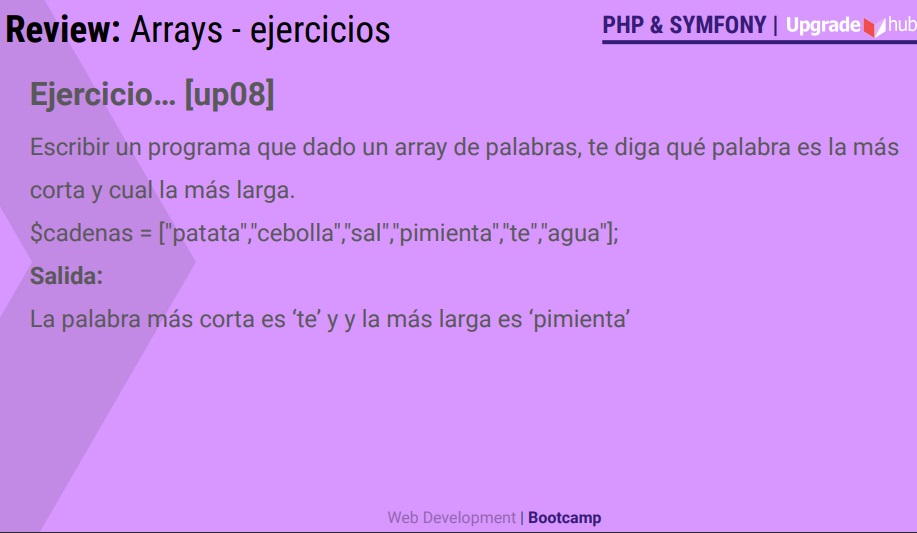 Review: Arrays - ejercicios
PHP & SYMFONY | Upgrade hub
Ejercicio... [up08]
Escribir un programa que dado un array de palabras, te diga qué palabra es la más
corta y cual la más larga.
$cadenas = ["patata","cebolla","sal","pimienta","te","agua"];
Salida:
La palabra más corta es ‘te’ y y la más larga es ‘pimienta’
Web Development | Bootcamp